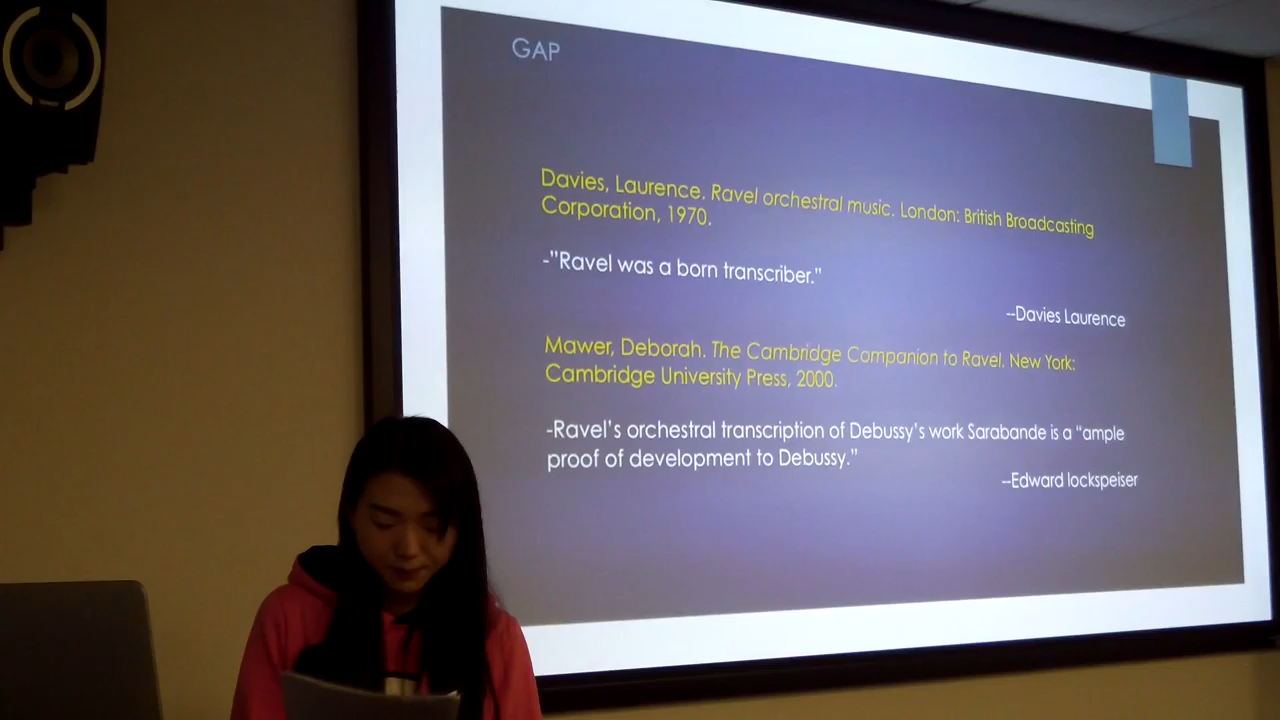 GAP
Davies, Laurence. Ravel orchestral music. London: British Broadcasting
Corporation, 1970.
-"Ravel was a born transcriber."
--Davies Laurence
Mawer, Deborah. The Cambridge Companion to Ravel. New York:
Cambridge University Press, 2000.
-Ravel's orchestral transcription of Debussy's work Sarabande is a “ample
proof of development to Debussy.”
--Edward lockspeiser